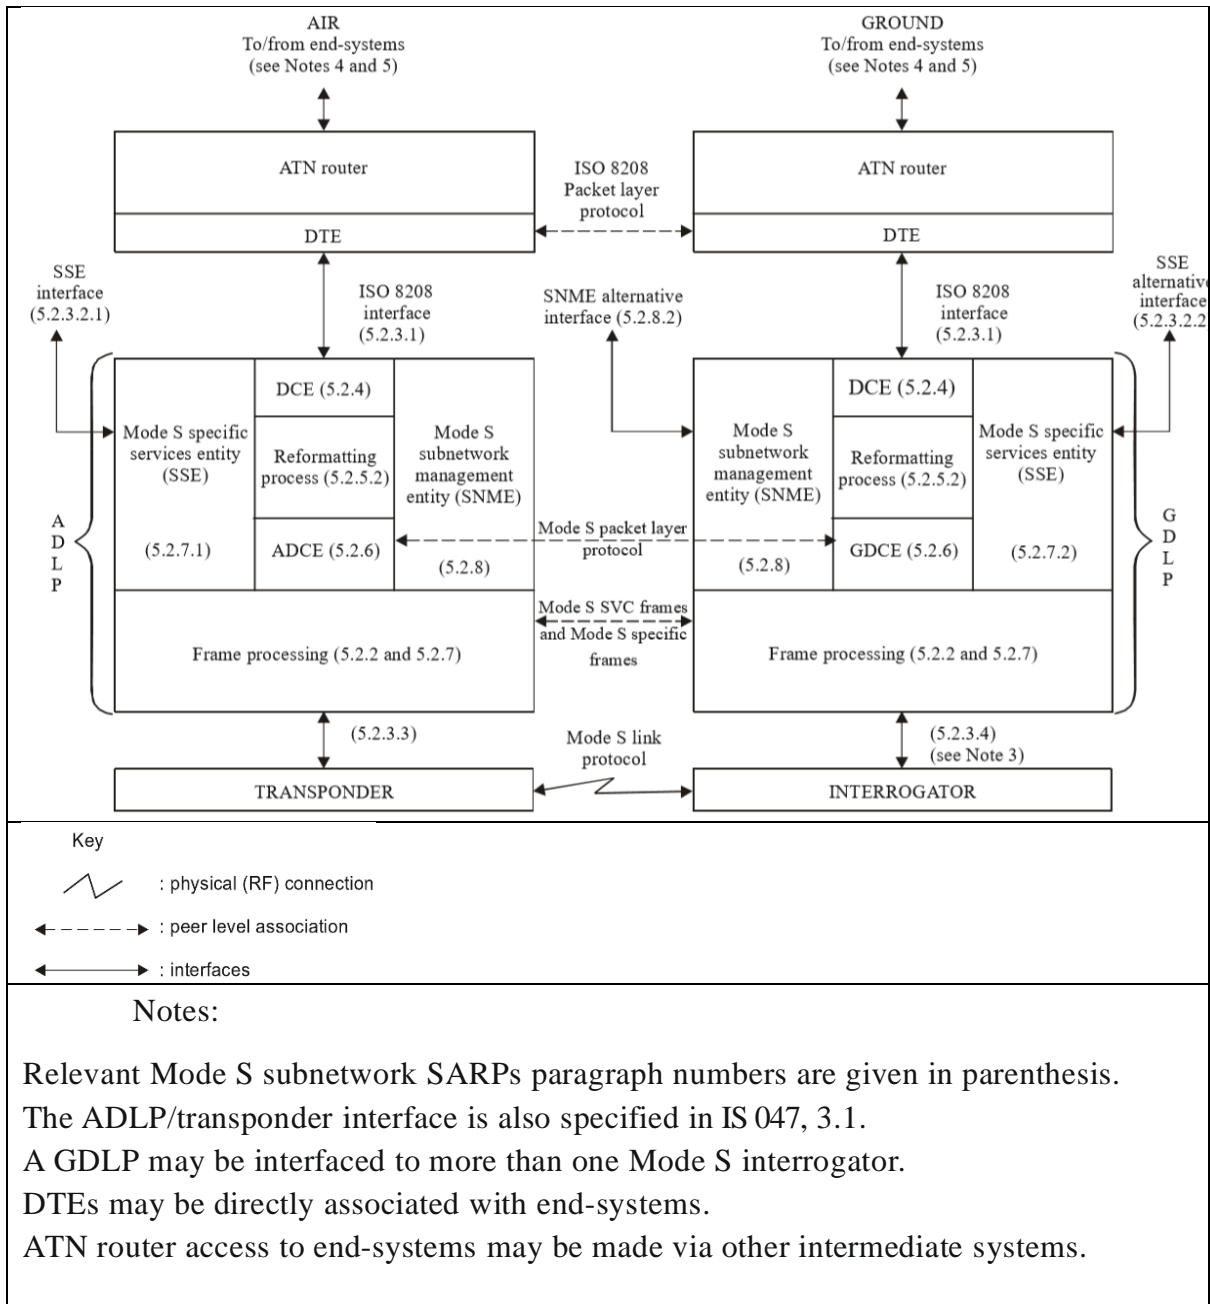 AIR
To/from end-systems
(see Notes 4 and 5)
GROUND
To/from end-systems
(see Notes 4 and 5)
ATN router
DTE
ISO 8208
Packet layer
protocol
ATN router
DTE
SSE
interface
(5.2.3.2.1)
ISO 8208
interface
(5.2.3.1)
SNME alternative
interface (5.2.8.2)
ISO 8208
interface
(5.2.3.1)
SSE
alternative
interface
(5.2.3.2.2
A
D
L
P
Mode S specific
services entity
(SSE)
(5.2.7.1)
DCE (5.2.4)
Reformatting
process (5.2.5.2)
ADCE (5.2.6)
Mode S
subnetwork
management
entity (SNME)
(5.2.8)
Mode S packet layer
protocol
Mode S
subnetwork
management
entity (SNME)
(5.2.8)
DCE (5.2.4)
Reformatting
process (5.2.5.2)
GDCE (5.2.6)
Mode S specific
services entity
(SSE)
(5.2.7.2)
G
D
L
P
Frame processing (5.2.2 and 5.2.7)
Mode S SVC frames
and Mode S specific
frames
Frame processing (5.2.2 and 5.2.7)
(5.2.3.3)
Mode S link
protocol
(5.2.3.4)
(see Note 3)
TRANSPONDER
INTERROGATOR
Key
: physical (RF) connection
: peer level association
: interfaces
Notes:
Relevant Mode S subnetwork SARPs paragraph numbers are given in parenthesis.
The ADLP/transponder interface is also specified in IS 047, 3.1.
A GDLP may be interfaced to more than one Mode S interrogator.
DTEs may be directly associated with end-systems.
ATN router access to end-systems may be made via other intermediate systems.